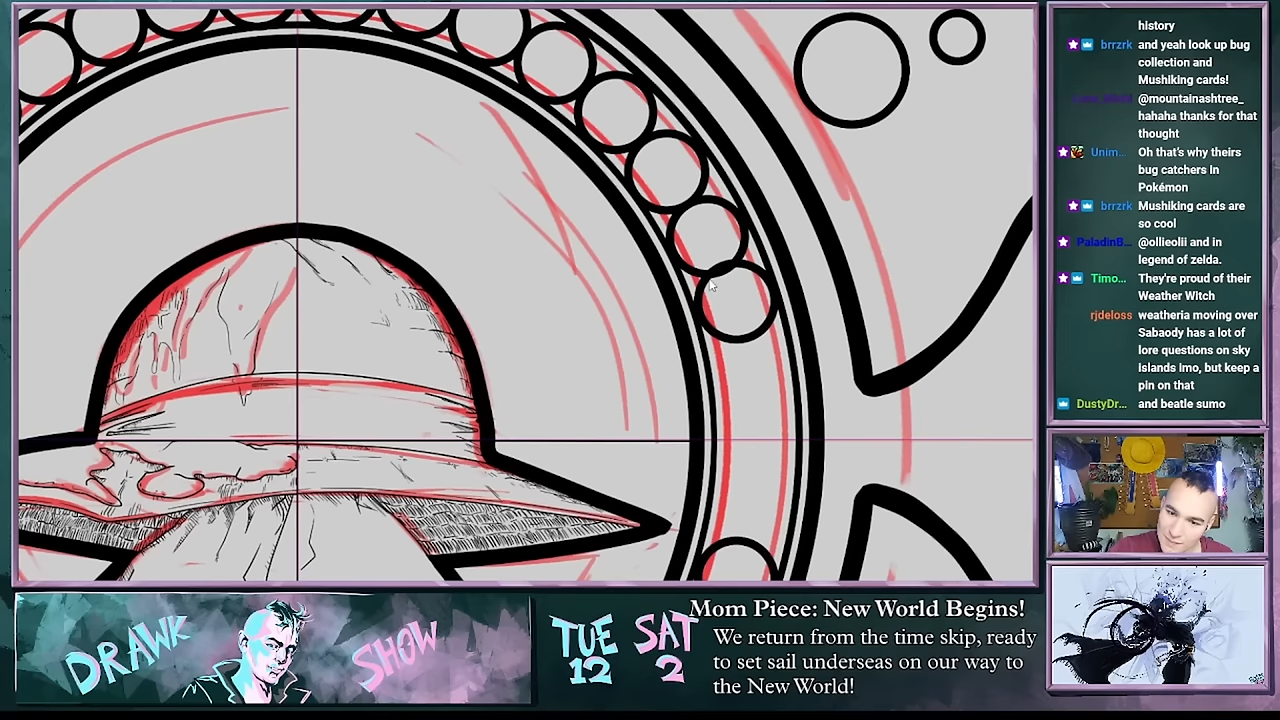 history
brrzrk and yeah look up bug
collection and
Mushiking cards!
@mountainashtree_
hahaha thanks for that
thought
Unim... Oh that's why theirs
bug catchers In
Pokémon
brrzrk Mushiking cards are
so cool
PaladinB... @ollieolii and in
legend of zelda.
Timo... They're proud of their
Weather Witch
rjdeloss weatheria moving over
Sabaody has a lot of
lore questions on sky
Islands Imo, but keep a
pin on that
DustyDr... and beatle sumo
DRAWK SHOW
TUE SAT
12 2
Mom Piece: New World Begins!
We return from the time skip, ready
to set sail underseas on our way to
the New World!